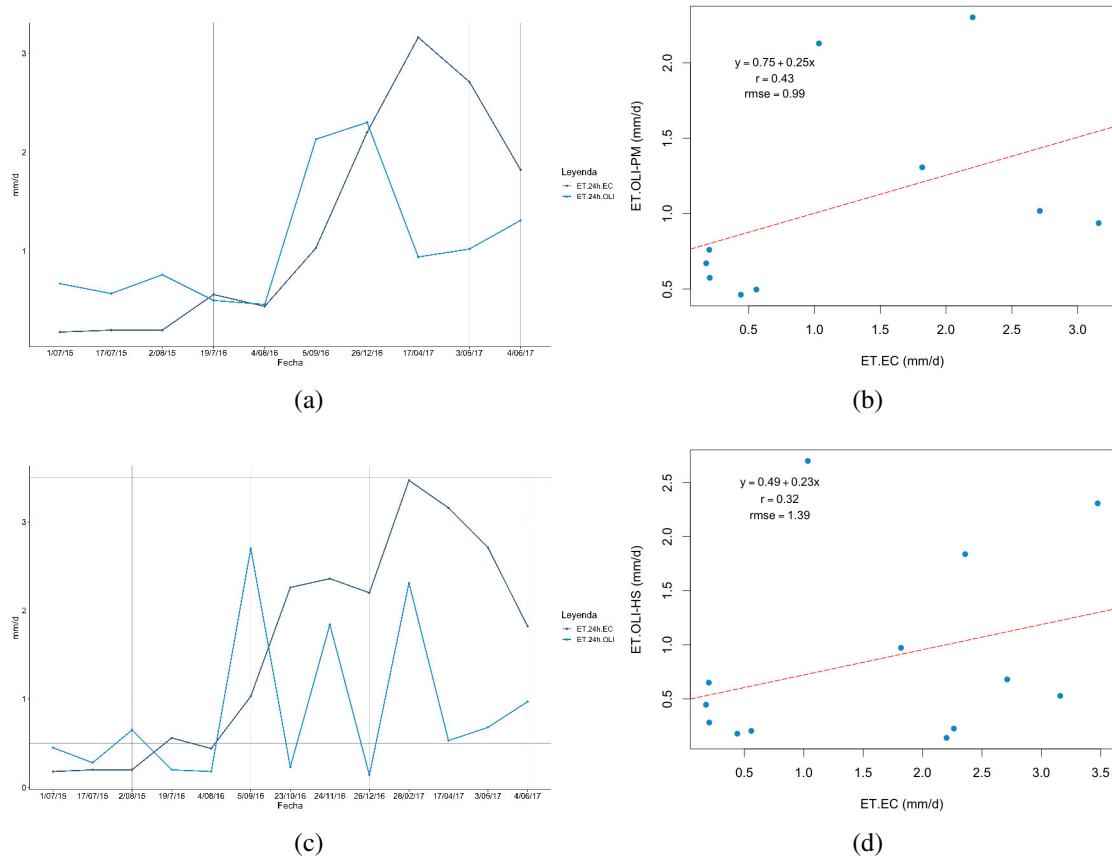 3
2
1
mm/d
1/07/15 17/07/15 2/08/15 19/7/16 4/08/16 5/09/16 26/12/16 17/04/17 3/05/17 4/06/17
Fecha
Leyenda
ET.24h.EC
ET.24h.OLI
(a)
y = 0.75 + 0.25x
r = 0.43
rmse = 0.99
2.0
1.5
1.0
0.5
ET.OLI-PM (mm/d)
0.5 1.0 1.5 2.0 2.5 3.0
ET.EC (mm/d)
(b)
3
2
1
0
mm/d
1/07/15 17/07/15 2/08/15 19/7/16 4/08/16 5/09/16 23/10/16 24/11/16 26/12/16 28/02/17 17/04/17 3/05/17 4/06/17
Fecha
Leyenda
ET.24h.EC
ET.24h.OLI
(c)
y = 0.49 + 0.23x
r = 0.32
rmse = 1.39
2.5
2.0
1.5
1.0
0.5
ET.OLI-HS (mm/d)
0.5 1.0 1.5 2.0 2.5 3.0 3.5
ET.EC (mm/d)
(d)